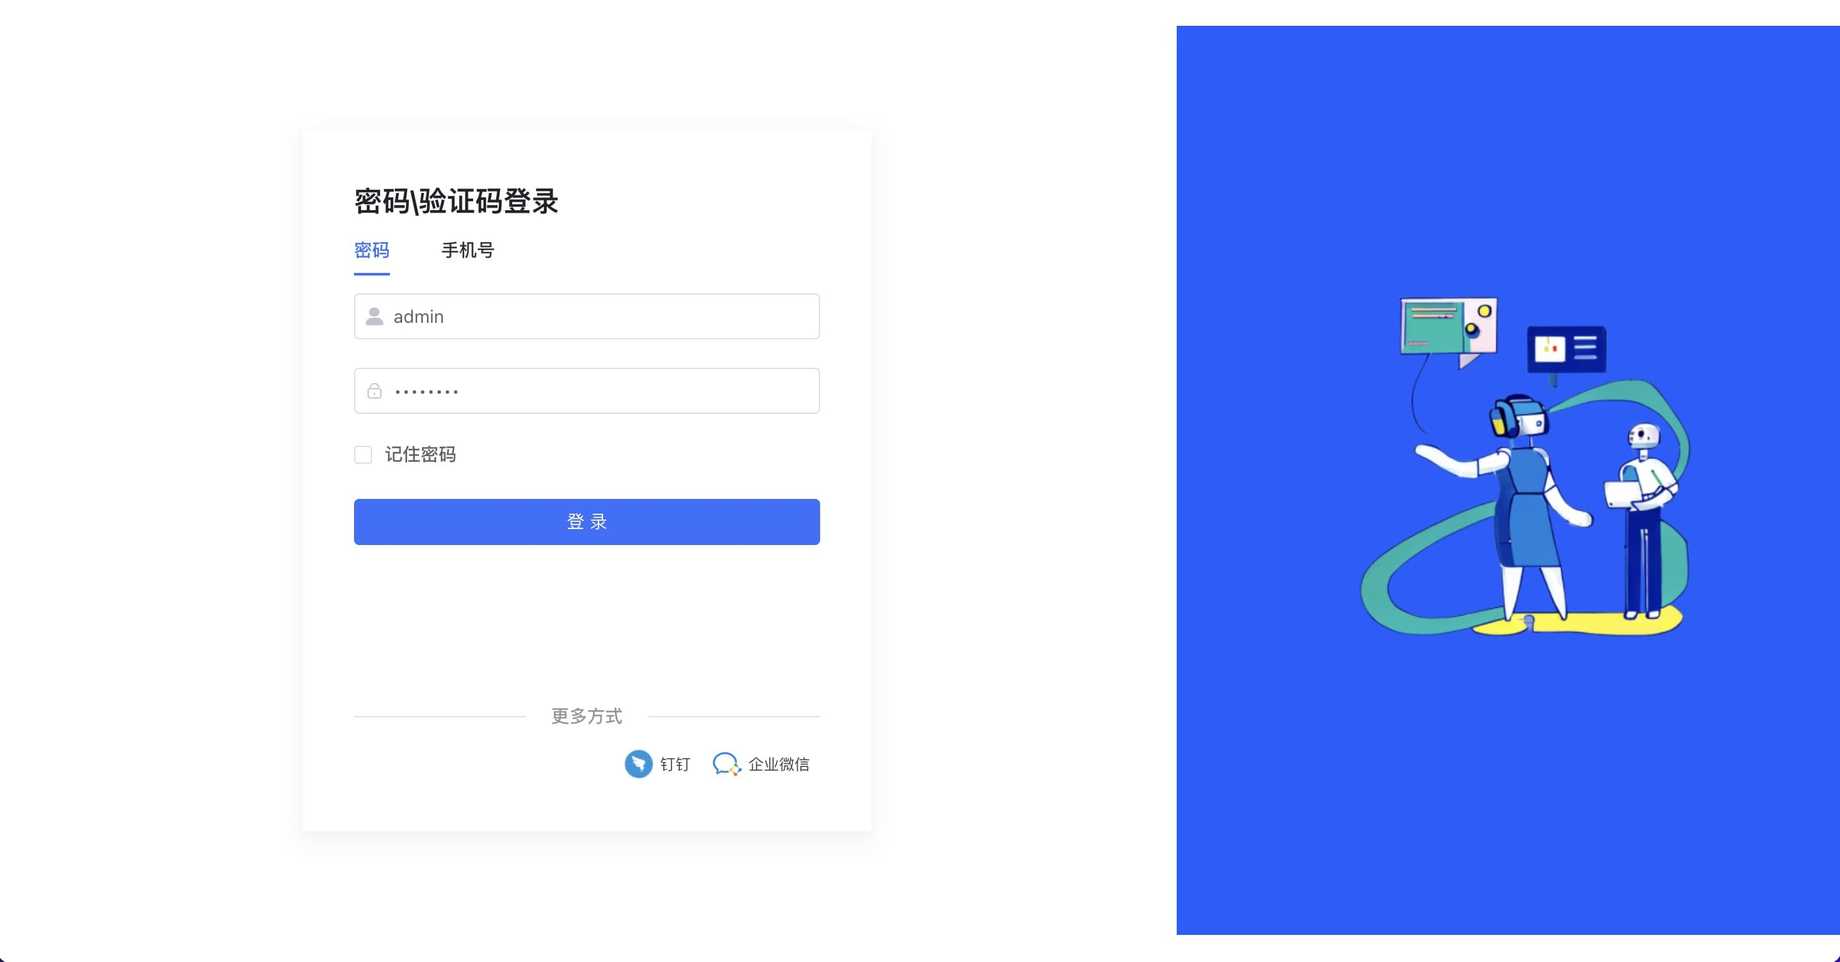 密码\验证码登录
密码 手机号
admin
••••••••
记住密码
登 录
更多方式
钉钉 企业微信